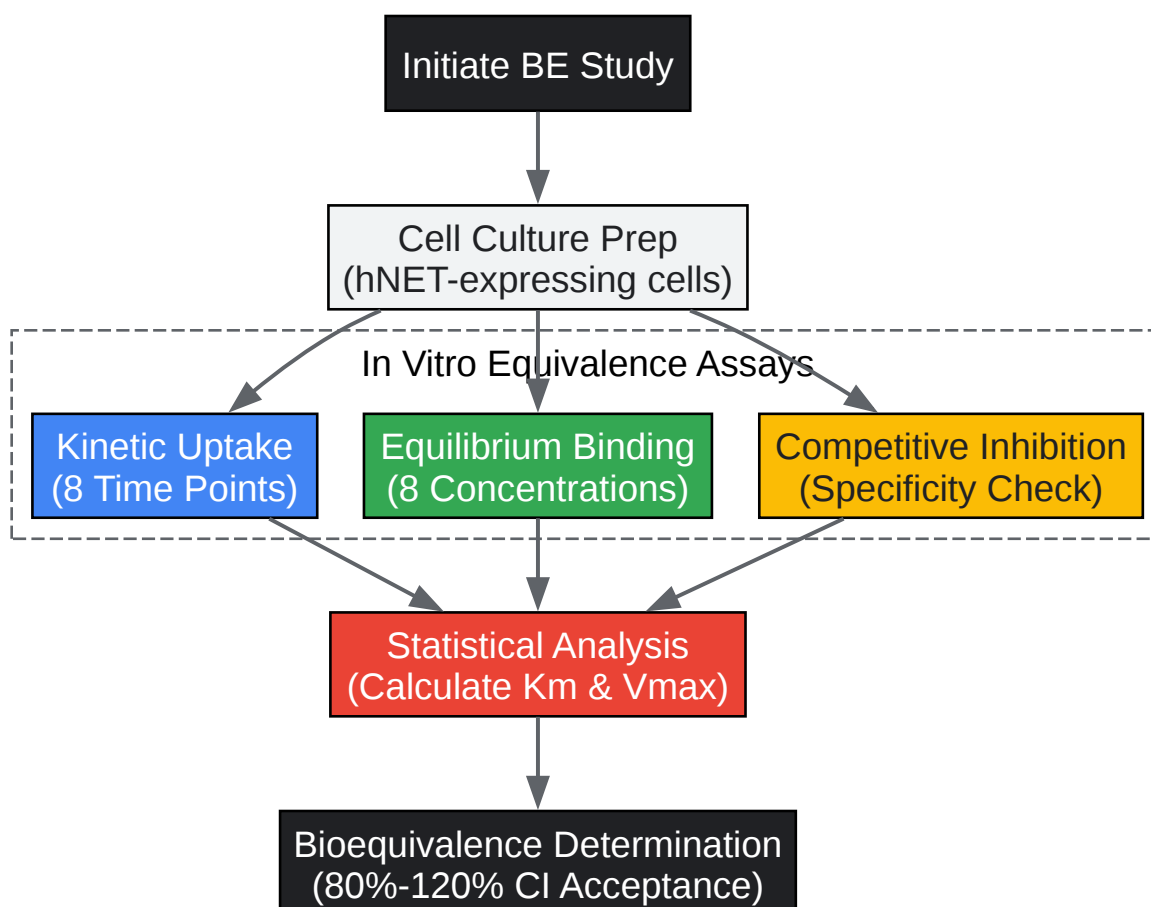 Initiate BE Study
Cell Culture Prep
(hNET-expressing cells)
In Vitro Equivalence Assays
Kinetic Uptake
(8 Time Points)
Equilibrium Binding
(8 Concentrations)
Competitive Inhibition
(Specificity Check)
Statistical Analysis
(Calculate Km & Vmax)
Bioequivalence Determination
(80%-120% CI Acceptance)